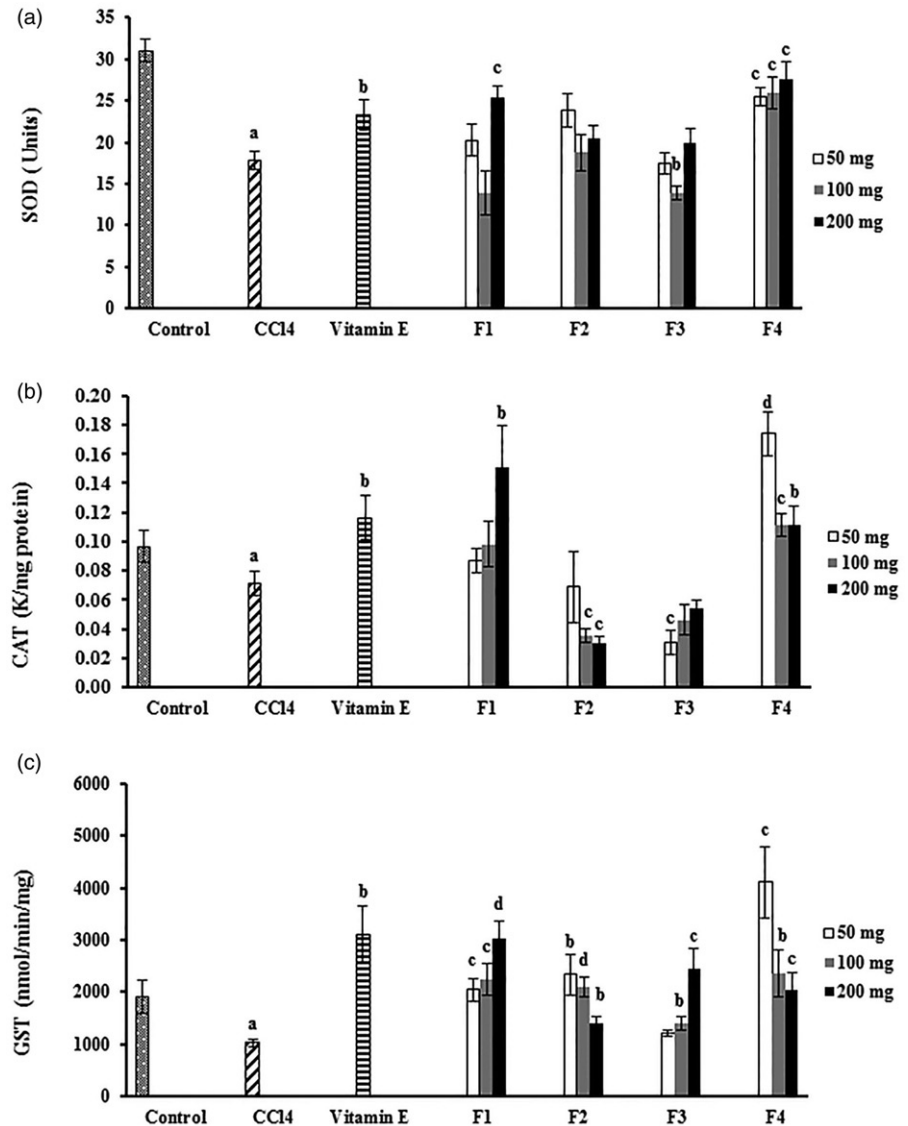 (a)
35
30
25
20
15
10
5
0
SOD ( Units )
a
b
c
b
c
c
c
Control CCl4 Vitamin E F1 F2 F3 F4
50 mg
100 mg
200 mg
(b)
0.20
0.18
0.16
0.14
0.12
0.10
0.08
0.06
0.04
0.02
0.00
CAT (K/mg protein)
a
b
b
c
c
c
d
c
b
Control CCl4 Vitamin E F1 F2 F3 F4
50 mg
100 mg
200 mg
(c)
6000
5000
4000
3000
2000
1000
0
GST (nmol/min/mg)
a
b
c
c
d
b
d
b
b
c
c
b
c
Control CCl4 Vitamin E F1 F2 F3 F4
50 mg
100 mg
200 mg